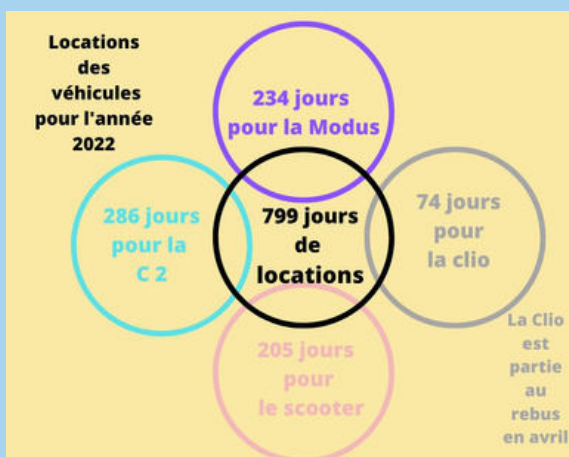 Locations
des
véhicules
pour l'année
2022
234 jours
pour la Modus
286 jours
pour la
C 2
799 jours
de
locations
74 jours
pour
la clio
205 jours
pour
le scooter
La Clio
est
partie
au
rebus
en avril